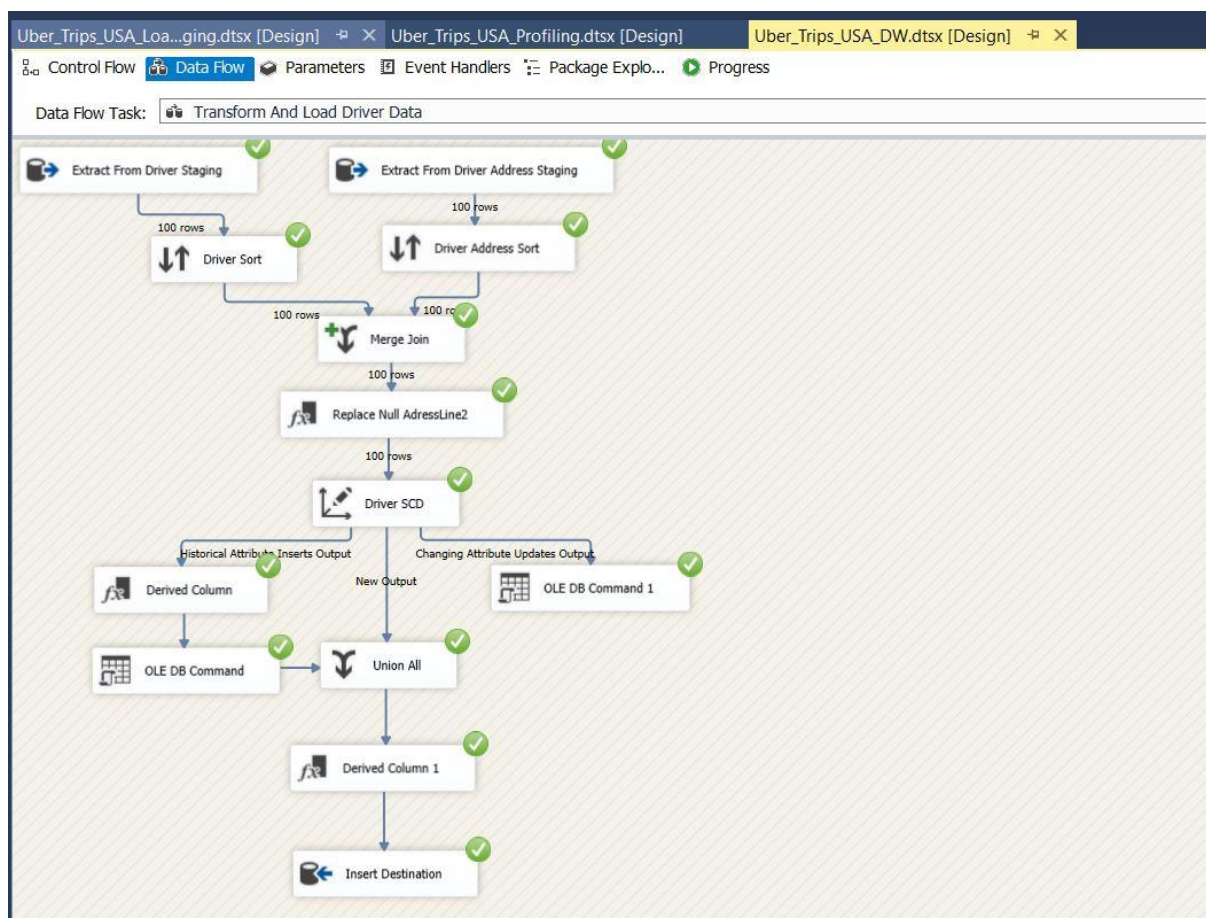 Uber_Trips_USA_Loa...ging.dtsx [Design]
Uber_Trips_USA_Profiling.dtsx [Design]
Uber_Trips_USA_DW.dtsx [Design]
Control Flow
Data Flow
Parameters
Event Handlers
Package Explo...
Progress
Data Flow Task:
Transform And Load Driver Data
Extract From Driver Staging
Extract From Driver Address Staging
100 rows
100 rows
Driver Sort
Driver Address Sort
100 rows
100
Merge Join
100 rows
Replace Null AdressLine2
100 rows
Driver SCD
Historical Attribute Inserts Output
Changing Attribute Updates Output
Derived Column
New Output
OLE DB Command 1
OLE DB Command
Union All
Derived Column 1
Insert Destination